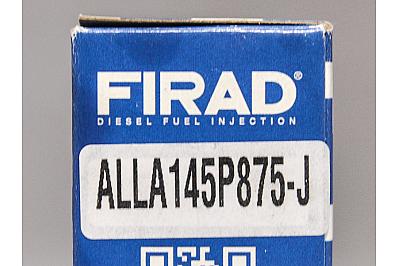 FIRAD®
DIESEL FUEL INJECTION
ALLA145P875-J